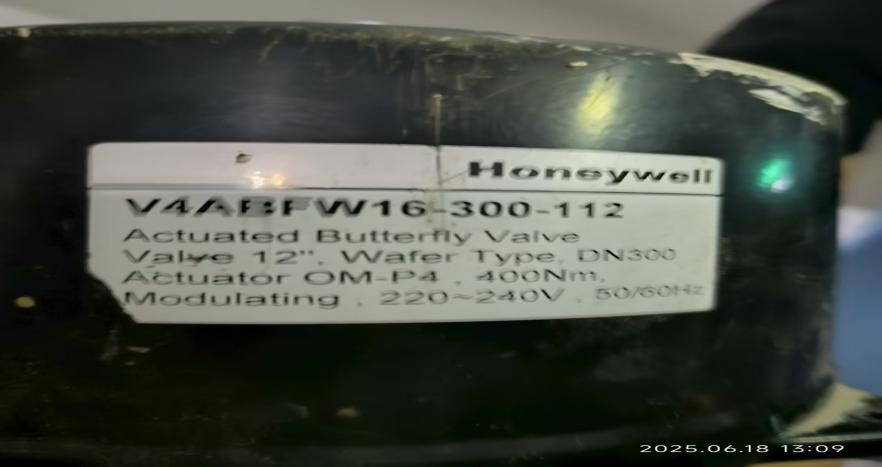 Honeywell
V4ABFW16-300-112
Actuated Butterfly Valve
Valve 12", Wafer Type, DN300
Actuator OM-P4 , 400Nm,
Modulating , 220~240V , 50/60Hz
2025.06.18 13:09